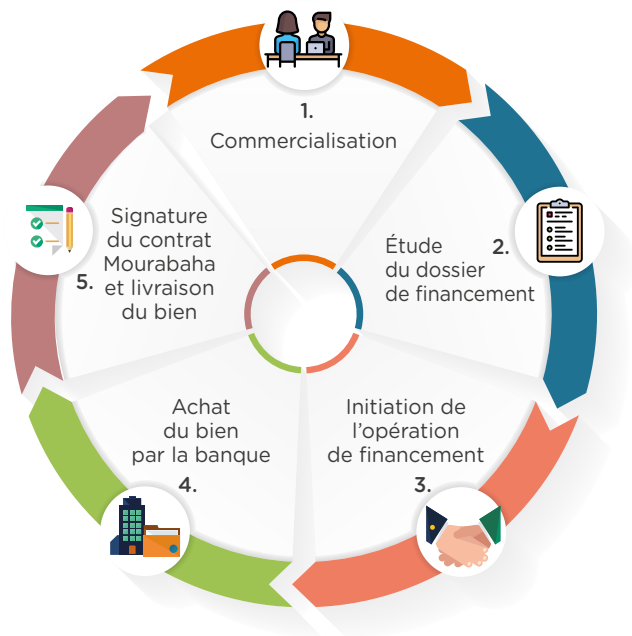 1.
Commercialisation
Étude 2.
du dossier
de financement
Initiation de
l’opération
de financement
3.
Achat
du bien
par la banque
4.
Signature
du contrat
Mourabaha
5. et livraison
du bien